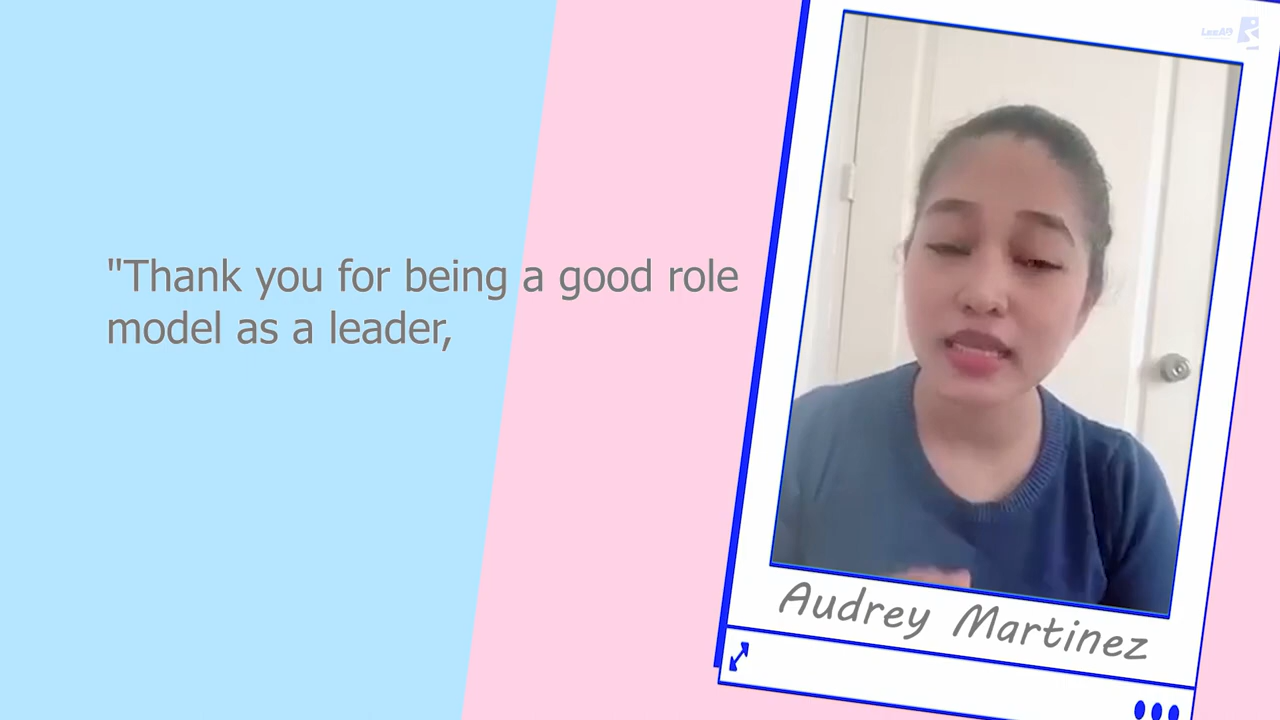 "Thank you for being a good role
model as a leader,
Audrey Martinez